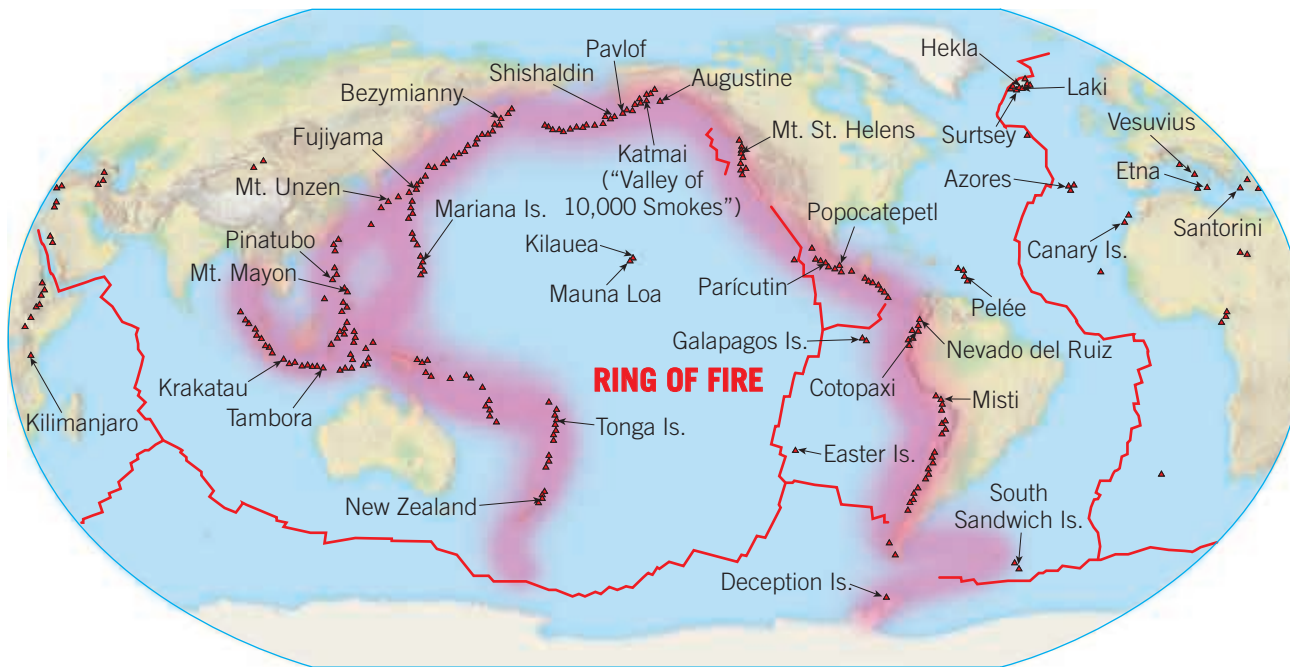 Pavlof
Hekla
Shishaldin
Augustine
Laki
Bezymianny
Surtsey
Vesuvius
Fujiyama
Mt. St. Helens
Katmai
("Valley of
10,000 Smokes")
Etna
Mt. Unzen
Azores
Mariana Is.
Popocatepetl
Santorini
Pinatubo
Kilauea
Canary Is.
Mt. Mayon
Mauna Loa
Parícutin
Pelée
Galapagos Is.
Nevado del Ruiz
RING OF FIRE
Krakatau
Cotopaxi
Kilimanjaro
Tambora
Misti
Tonga Is.
Easter Is.
New Zealand
South
Sandwich Is.
Deception Is.